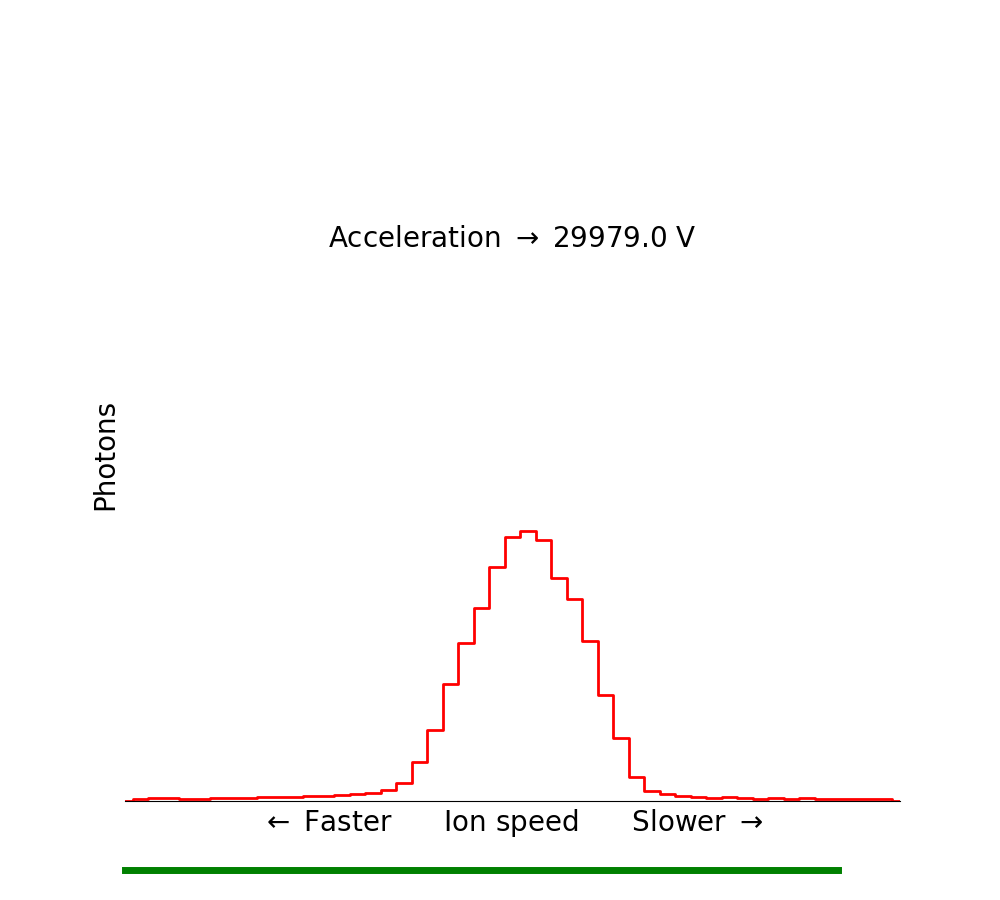 Acceleration → 29979.0 V
Photons
← Faster Ion speed Slower →